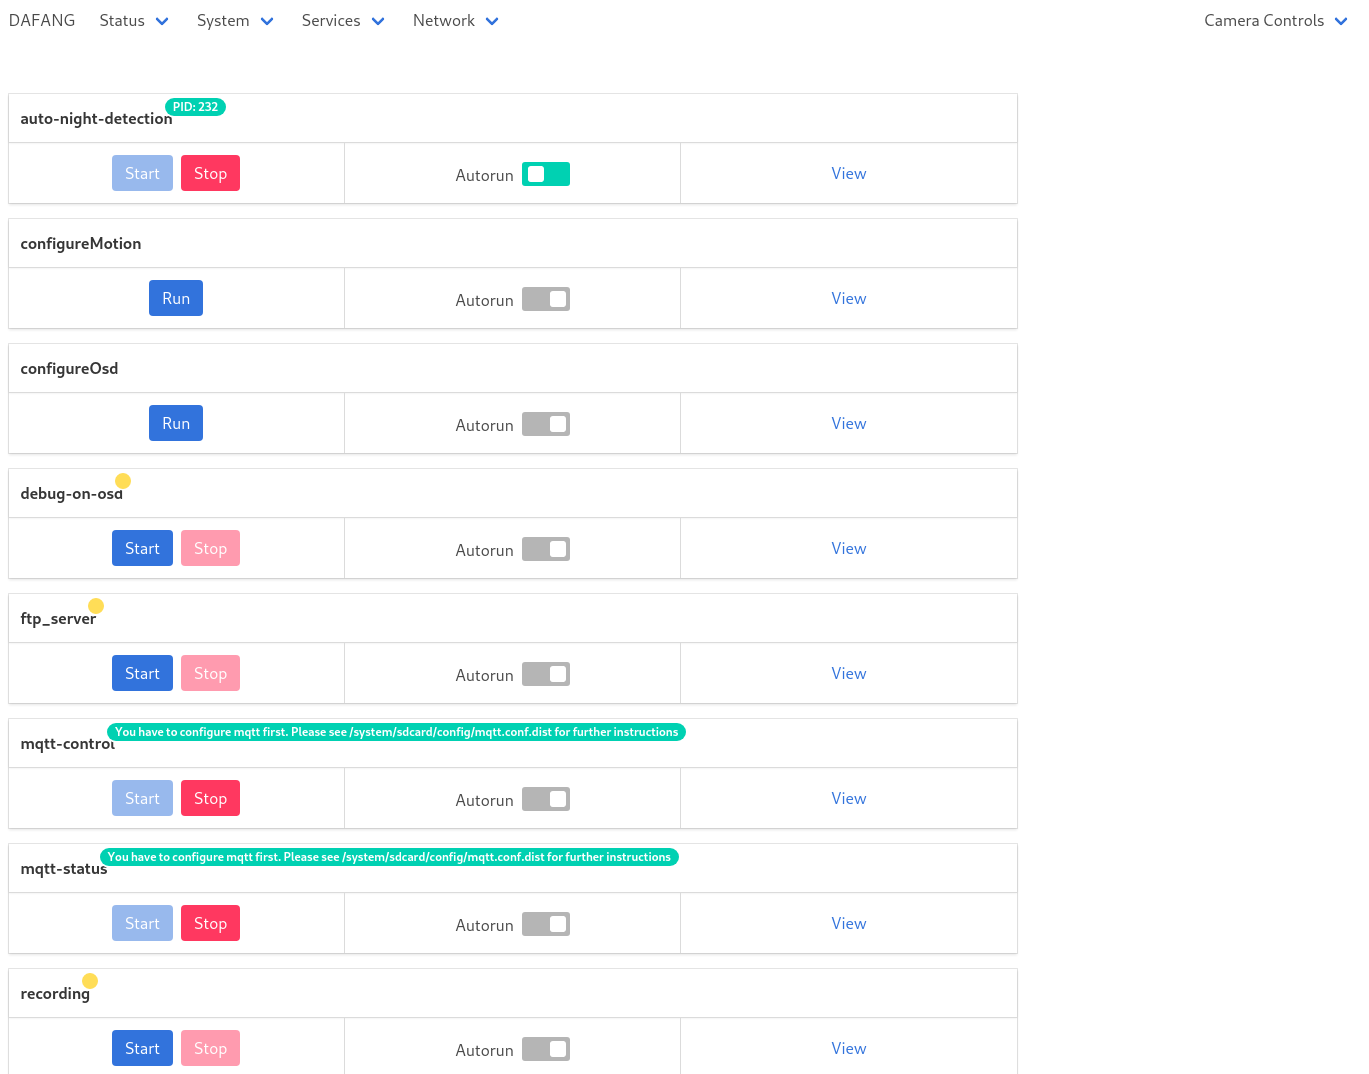 DAFANG Status System Services Network Camera Controls
PID: 232
auto-night-detection
Start Stop Autorun View
configureMotion
Run Autorun View
configureOsd
Run Autorun View
debug-on-osd
Start Stop Autorun View
ftp_server
Start Stop Autorun View
You have to configure mqtt first. Please see /system/sdcard/config/mqtt.conf.dist for further instructions
mqtt-control
Start Stop Autorun View
You have to configure mqtt first. Please see /system/sdcard/config/mqtt.conf.dist for further instructions
mqtt-status
Start Stop Autorun View
recording
Start Stop Autorun View